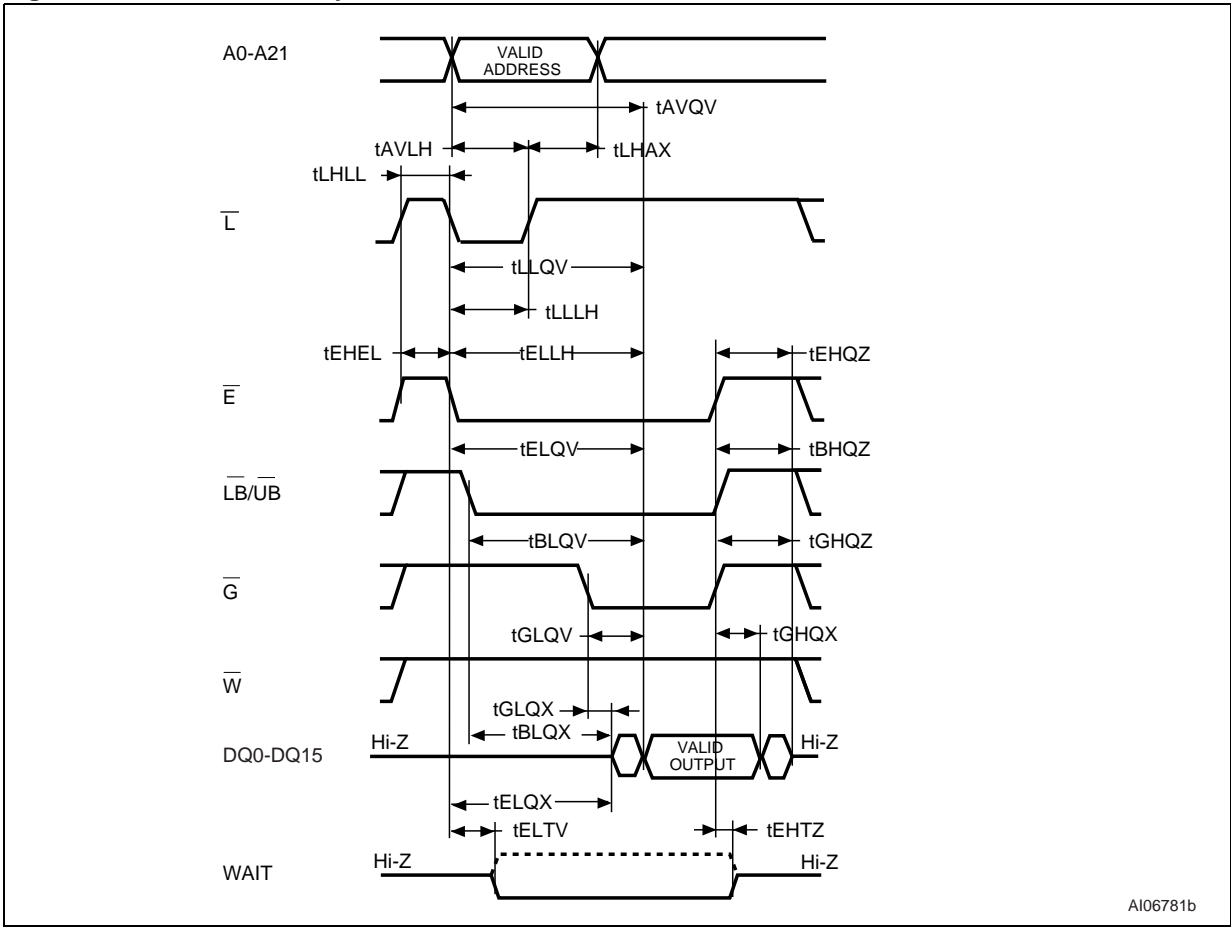 A0-A21
VALID
ADDRESS
tAVQV
tAVLH
tLHAX
tLHLL
L
tLLQV
tLLLH
tEHEL
tELLH
tEHQZ
E
tELQV
tBHQZ
LB/UB
tBLQV
tGHQZ
G
tGLQV
tGHQX
W
tGLQX
tBLQX
DQ0-DQ15
Hi-Z
VALID
OUTPUT
Hi-Z
tELQX
tELTV
tEHTZ
WAIT
Hi-Z
Hi-Z
AI06781b